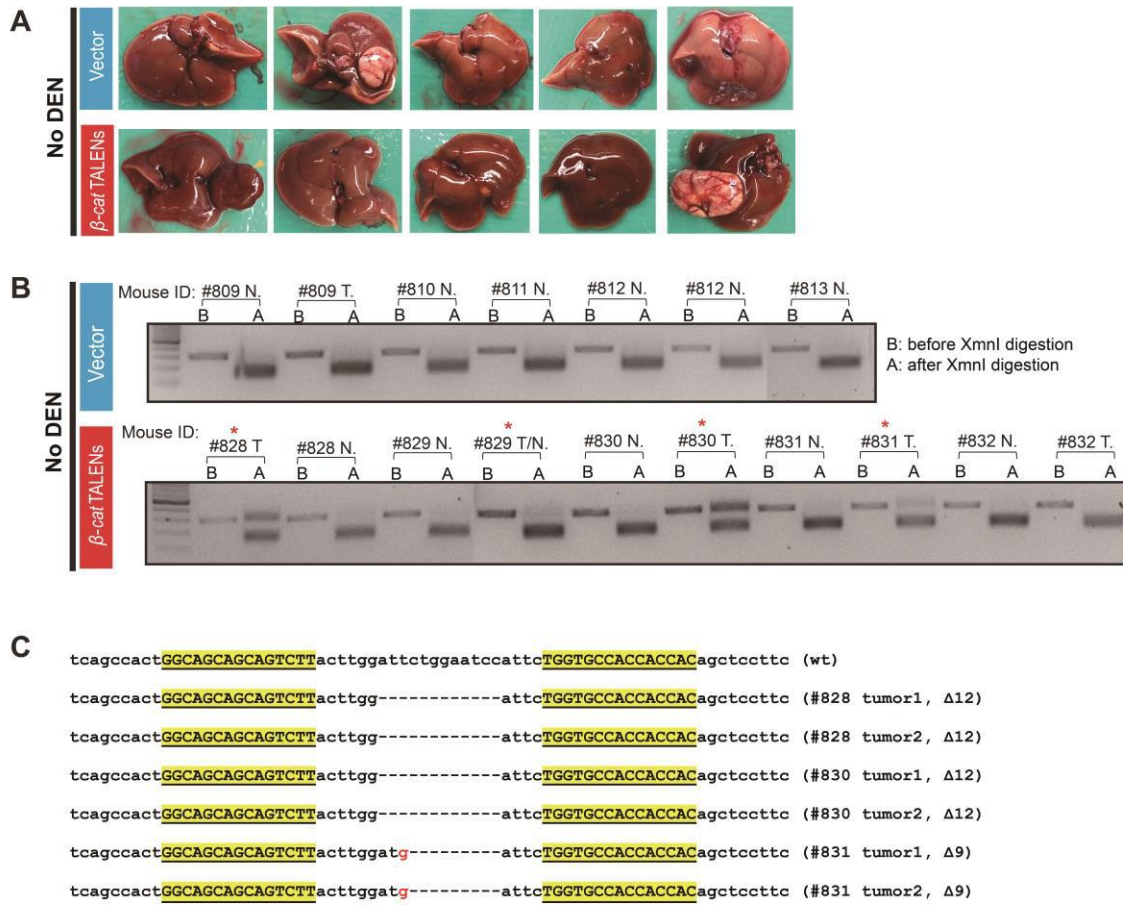 A
No DEN
Vector
β-cat TALENs
B
No DEN
Vector
Mouse ID: #809 N. #809 T. #810 N. #811 N. #812 N. #812 N. #813 N.
B A B A B A B A B A B A B A
B: before XmnI digestion
A: after XmnI digestion
β-cat TALENs
Mouse ID: * * * *
#828 T #828 N. #829 N. #829 T/N. #830 N. #830 T. #831 N. #831 T. #832 N. #832 T.
B A B A B A B A B A B A B A B A B A B A
C
tcagccactGGCAGCAGCAGTCTTacttggattctggaatccattcTGGTGCCACCACCACagctccttc (wt)
tcagccactGGCAGCAGCAGTCTTacttgg------------attcTGGTGCCACCACCACagctccttc (#828 tumor1, Δ12)
tcagccactGGCAGCAGCAGTCTTacttgg------------attcTGGTGCCACCACCACagctccttc (#828 tumor2, Δ12)
tcagccactGGCAGCAGCAGTCTTacttgg------------attcTGGTGCCACCACCACagctccttc (#830 tumor1, Δ12)
tcagccactGGCAGCAGCAGTCTTacttgg------------attcTGGTGCCACCACCACagctccttc (#830 tumor2, Δ12)
tcagccactGGCAGCAGCAGTCTTacttggatg---------attcTGGTGCCACCACCACagctccttc (#831 tumor1, Δ9)
tcagccactGGCAGCAGCAGTCTTacttggatg---------attcTGGTGCCACCACCACagctccttc (#831 tumor2, Δ9)